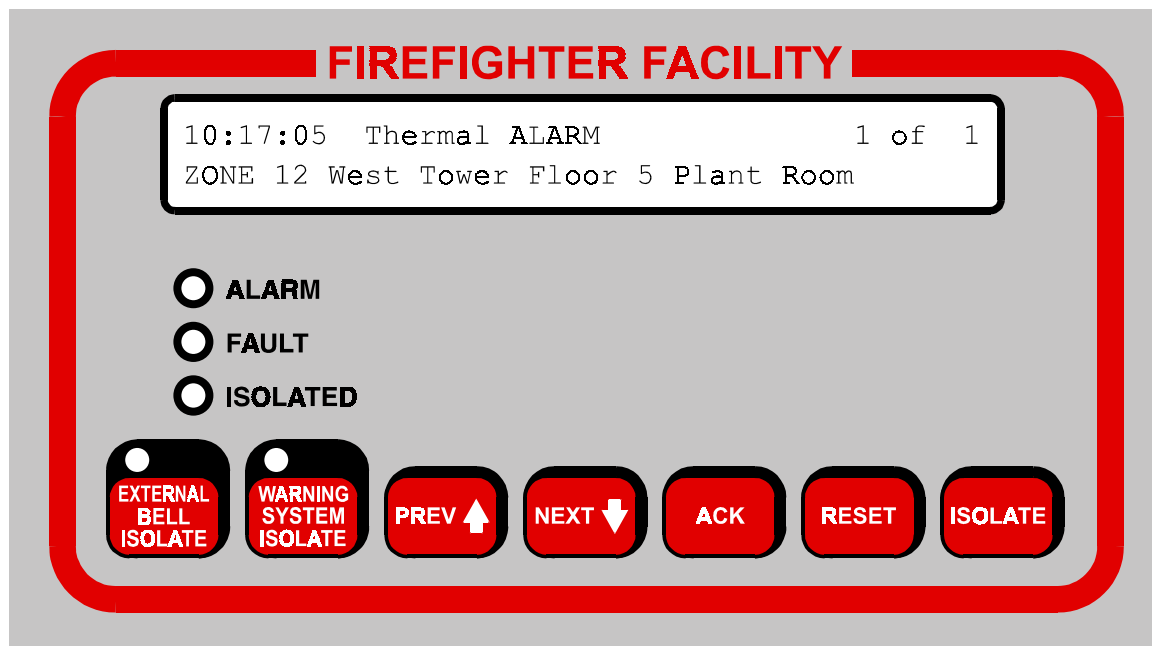 FIREFIGHTER FACILITY
10:17:05 Thermal ALARM 1 of 1
ZONE 12 West Tower Floor 5 Plant Room
ALARM
FAULT
ISOLATED
EXTERNAL
BELL
ISOLATE
WARNING
SYSTEM
ISOLATE
PREV
NEXT
ACK
RESET
ISOLATE